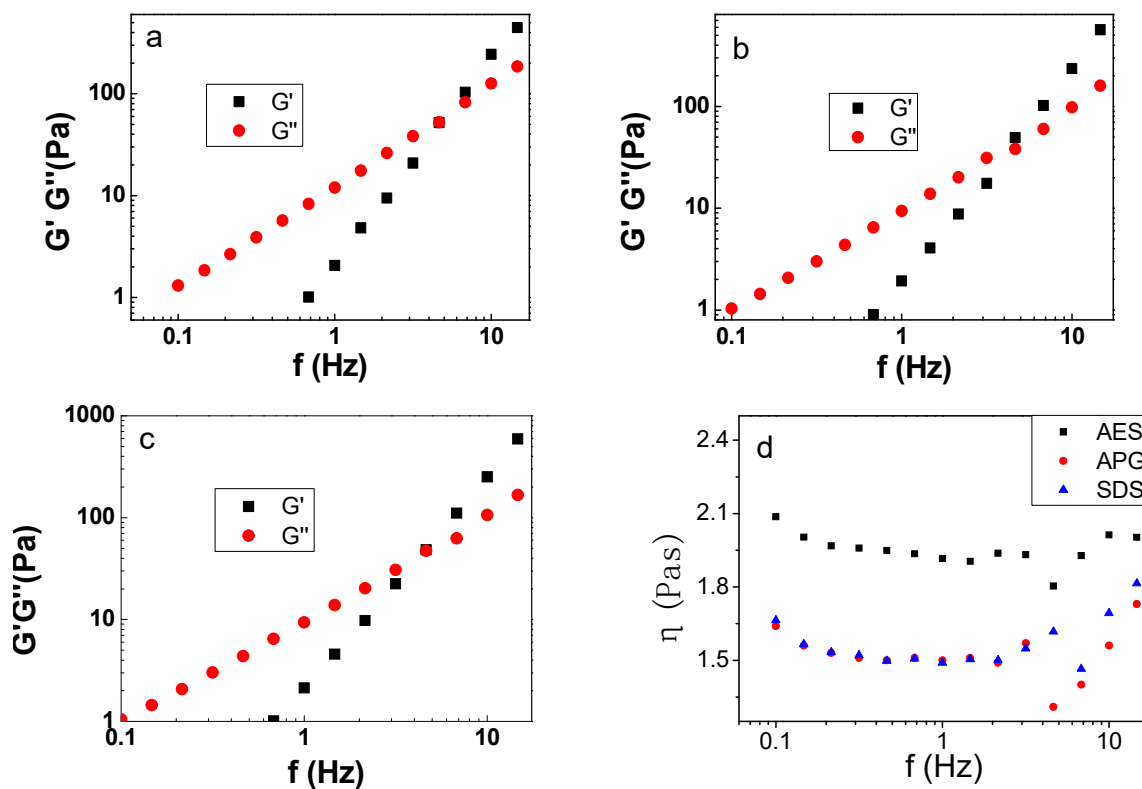 a
G'
G''
100
10
1
G' G''(Pa)
0.1 1 10
f (Hz)
b
G'
G''
100
10
1
G' G''(Pa)
0.1 1 10
f (Hz)
c
G'
G''
1000
100
10
1
G'G''(Pa)
0.1 1 10
f (Hz)
d
AES
APG
SDS
2.4
2.1
1.8
1.5
η (Pas)
0.1 1 10
f (Hz)